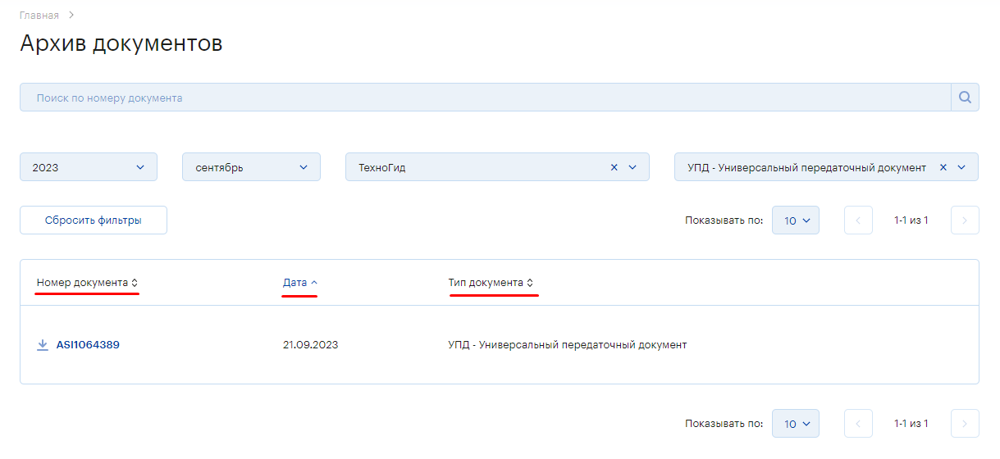 Главная
Архив документов
Поиск по номеру документа
2023 сентябрь ТехноГид УПД - Универсальный передаточный документ
Сбросить фильтры Показывать по: 10 1-1 из 1
Номер документа Дата Тип документа
ASI1064389 21.09.2023 УПД - Универсальный передаточный документ
Показывать по: 10 1-1 из 1